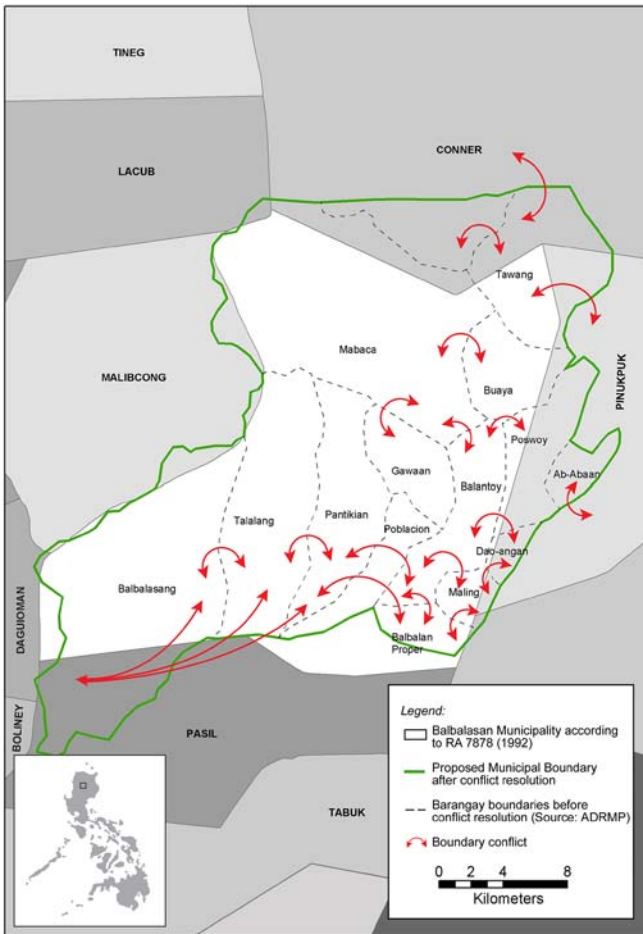 TINEG
CONNER
LACUB
Tawang
Mabaca
MALIBCONG
PINUKPUK
Buaya
Poswoy
Gawaan
Ab-Abaan
Balantoy
Talalang
Pantikian
Poblacion
Dao-angan
Balbalasang
Maling
DAGUIOMAN
Balbalan
Proper
BOLINEY
PASIL
TABUK
Legend:
Balbalasan Municipality according
to RA 7878 (1992)
Proposed Municipal Boundary
after conflict resolution
Barangay boundaries before
conflict resolution (Source: ADRMP)
Boundary conflict
0 2 4 8
Kilometers